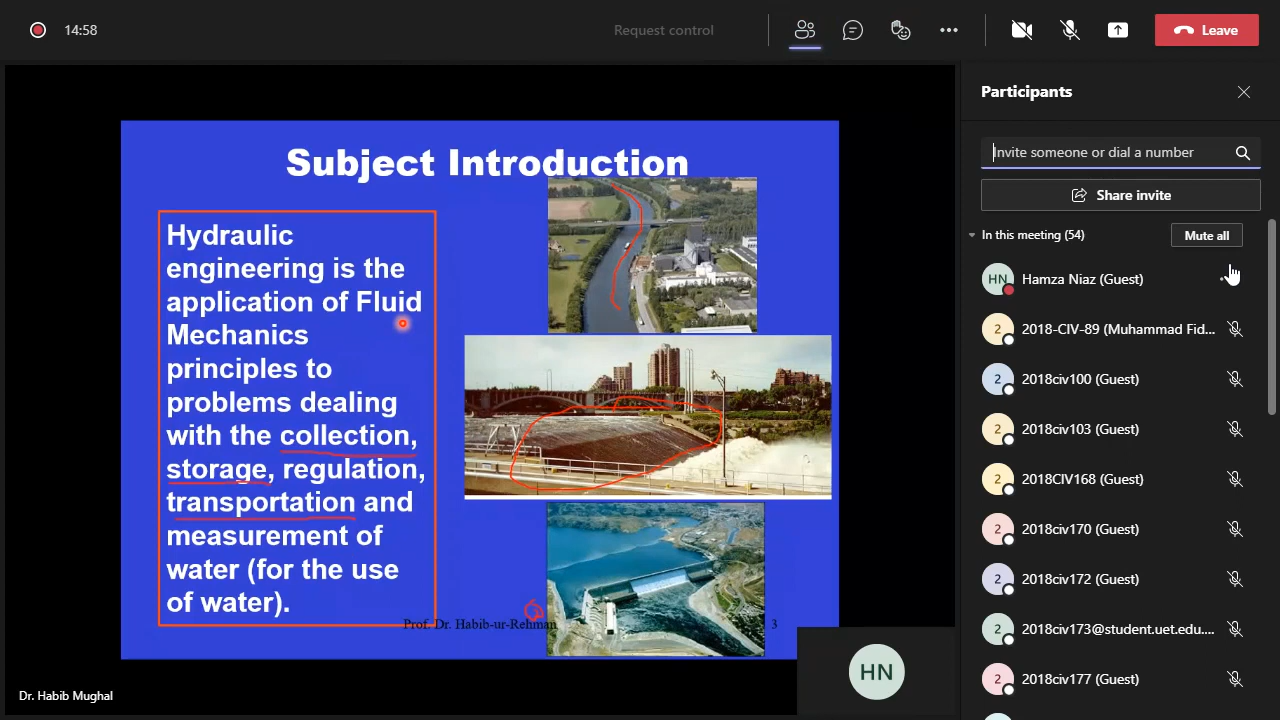 14:58
Request control
Leave
Subject Introduction
Hydraulic
engineering is the
application of Fluid
Mechanics
principles to
problems dealing
with the collection,
storage, regulation,
transportation and
measurement of
water (for the use
of water).
Prof. Dr. Habib-ur-Rehman
3
HN
Dr. Habib Mughal
Participants
Invite someone or dial a number
Share invite
In this meeting (54)
Mute all
HN Hamza Niaz (Guest)
2 2018-CIV-89 (Muhammad Fid...
2 2018civ100 (Guest)
2 2018civ103 (Guest)
2 2018CIV168 (Guest)
2 2018civ170 (Guest)
2 2018civ172 (Guest)
2 2018civ173@student.uet.edu....
2 2018civ177 (Guest)